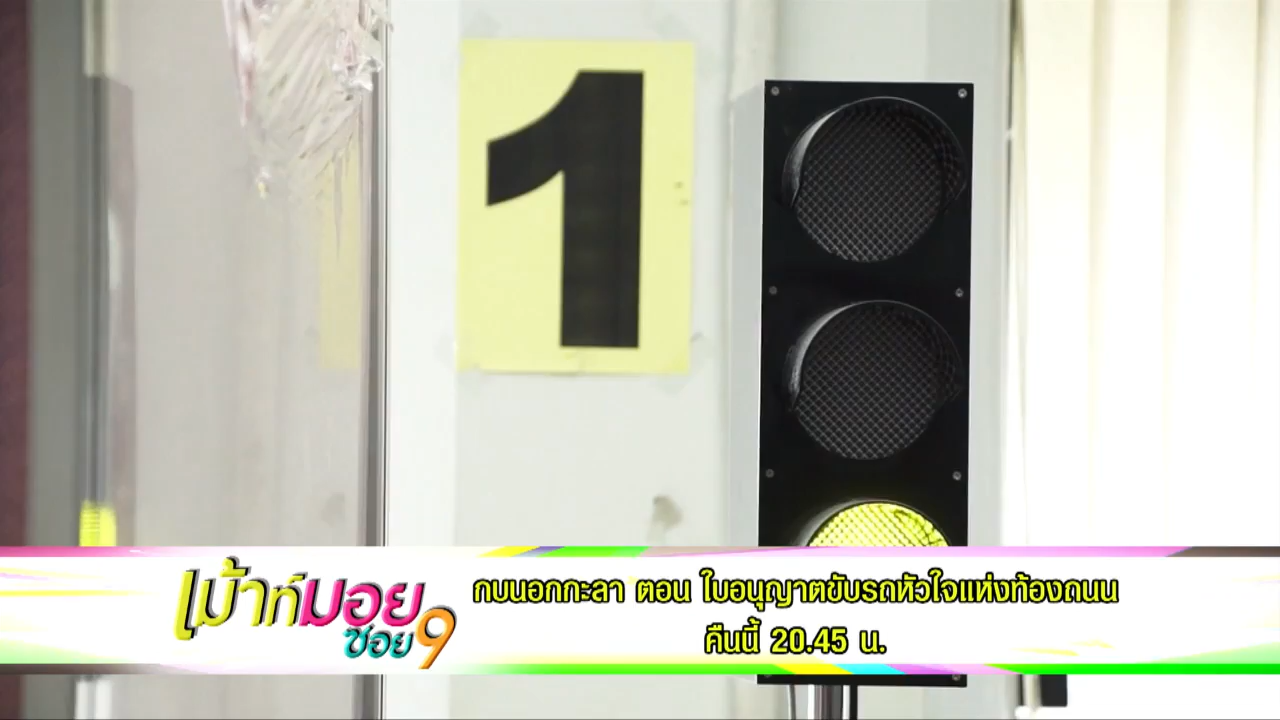 1
เม้าท์มอย
ซอย 9
กบนอกกะลา ตอน ใบอนุญาตขับรถหัวใจแห่งท้องถนน
คืนนี้ 20.45 น.